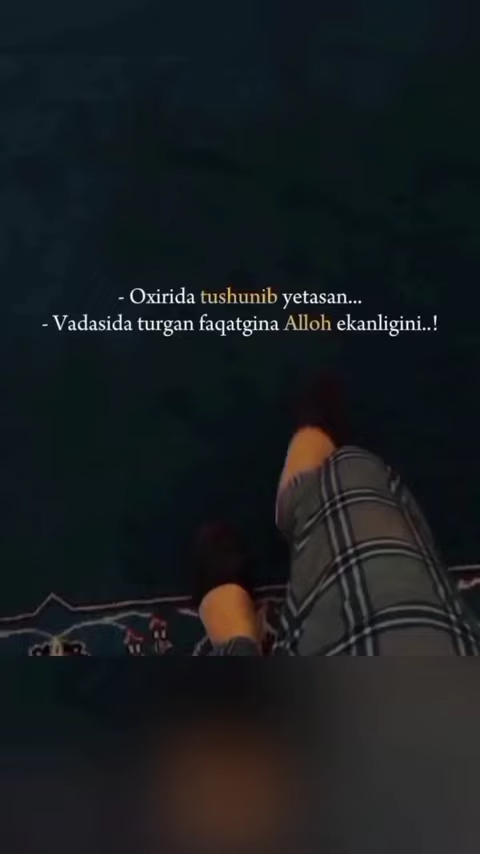 - Oxirida tushunib yetasan...
- Vadasida turgan faqatgina Alloh ekanligini..!